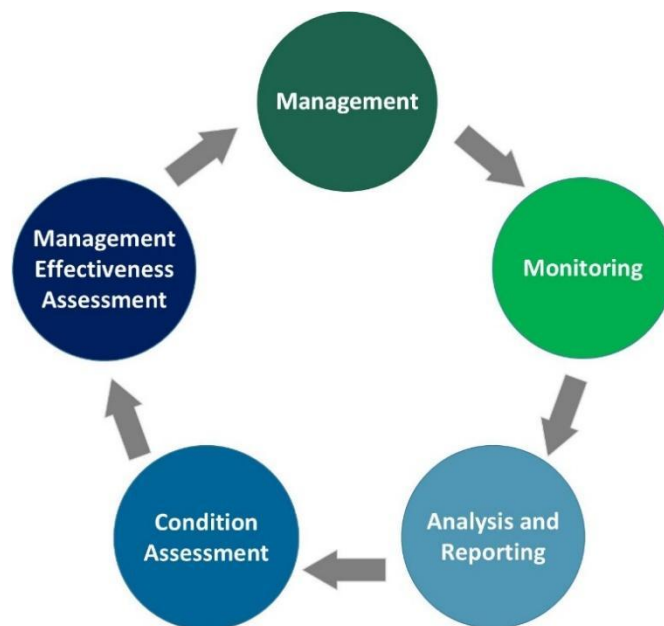 Management
Monitoring
Analysis and
Reporting
Condition
Assessment
Management
Effectiveness
Assessment